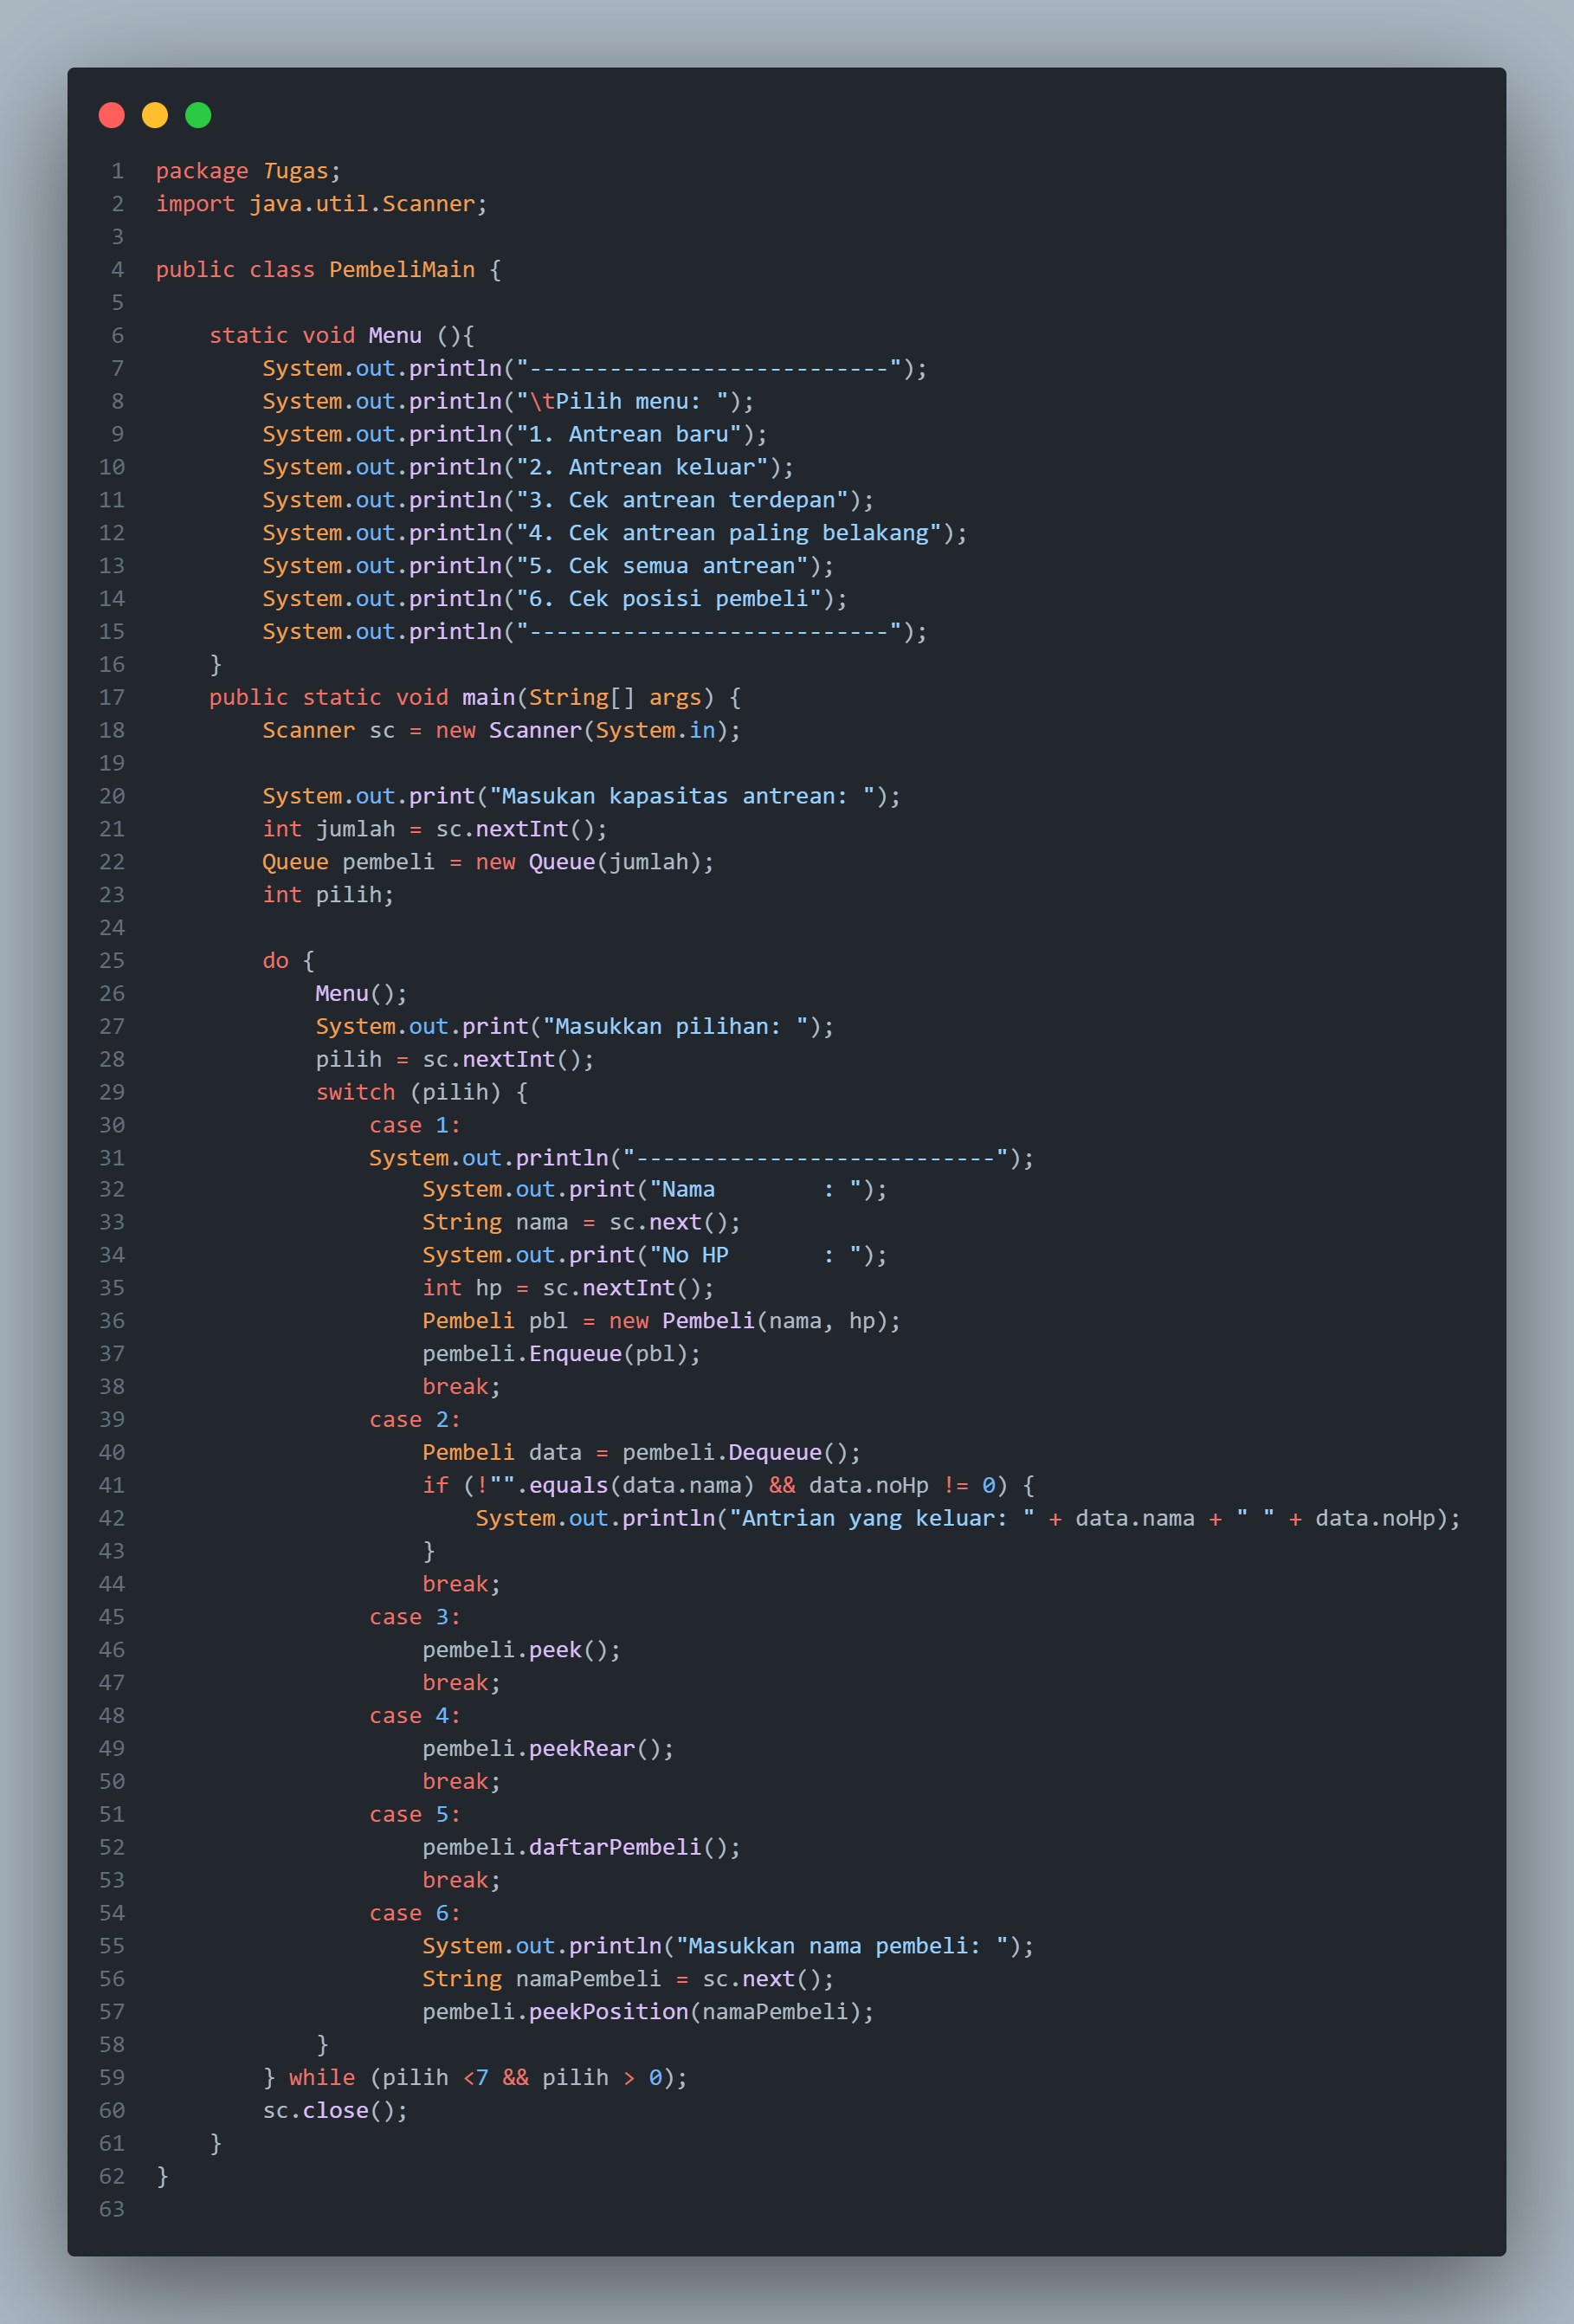 1 package Tugas;
2 import java.util.Scanner;
3
4 public class PembeliMain {
5
6     static void Menu (){
7         System.out.println("---------------------------");
8         System.out.println("\tPilih menu: ");
9         System.out.println("1. Antrean baru");
10         System.out.println("2. Antrean keluar");
11         System.out.println("3. Cek antrean terdepan");
12         System.out.println("4. Cek antrean paling belakang");
13         System.out.println("5. Cek semua antrean");
14         System.out.println("6. Cek posisi pembeli");
15         System.out.println("---------------------------");
16     }
17     public static void main(String[] args) {
18         Scanner sc = new Scanner(System.in);
19
20         System.out.print("Masukan kapasitas antrean: ");
21         int jumlah = sc.nextInt();
22         Queue pembeli = new Queue(jumlah);
23         int pilih;
24
25         do {
26             Menu();
27             System.out.print("Masukkan pilihan: ");
28             pilih = sc.nextInt();
29             switch (pilih) {
30                 case 1:
31                 System.out.println("---------------------------");
32                     System.out.print("Nama        : ");
33                     String nama = sc.next();
34                     System.out.print("No HP       : ");
35                     int hp = sc.nextInt();
36                     Pembeli pbl = new Pembeli(nama, hp);
37                     pembeli.Enqueue(pbl);
38                     break;
39                 case 2:
40                     Pembeli data = pembeli.Dequeue();
41                     if (!"".equals(data.nama) && data.noHp != 0) {
42                         System.out.println("Antrian yang keluar: " + data.nama + " " + data.noHp);
43                     }
44                     break;
45                 case 3:
46                     pembeli.peek();
47                     break;
48                 case 4:
49                     pembeli.peekRear();
50                     break;
51                 case 5:
52                     pembeli.daftarPembeli();
53                     break;
54                 case 6:
55                     System.out.println("Masukkan nama pembeli: ");
56                     String namaPembeli = sc.next();
57                     pembeli.peekPosition(namaPembeli);
58             }
59         } while (pilih <7 && pilih > 0);
60         sc.close();
61     }
62 }
63